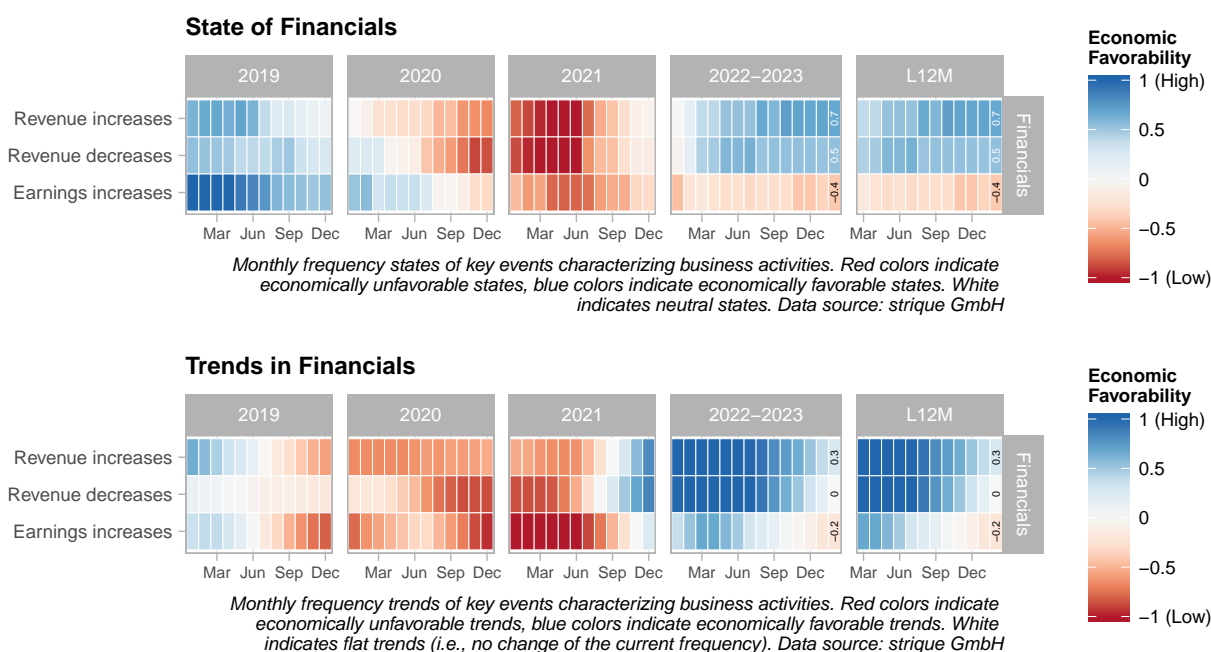 State of Financials
Economic
Favorability
2019 2020 2021 2022–2023 L12M
1 (High)
0.5
0
−0.5
−1 (Low)
Revenue increases
Revenue decreases
Earnings increases
0.7 0.7
0.5 0.5
−0.4 −0.4
Financials
Mar Jun Sep Dec Mar Jun Sep Dec Mar Jun Sep Dec Mar Jun Sep Dec Mar Jun Sep Dec
Monthly frequency states of key events characterizing business activities. Red colors indicate
economically unfavorable states, blue colors indicate economically favorable states. White
indicates neutral states. Data source: strique GmbH
Trends in Financials
Economic
Favorability
2019 2020 2021 2022–2023 L12M
1 (High)
0.5
0
−0.5
−1 (Low)
Revenue increases
Revenue decreases
Earnings increases
0.3 0.3
0 0
−0.2 −0.2
Financials
Mar Jun Sep Dec Mar Jun Sep Dec Mar Jun Sep Dec Mar Jun Sep Dec Mar Jun Sep Dec
Monthly frequency trends of key events characterizing business activities. Red colors indicate
economically unfavorable trends, blue colors indicate economically favorable trends. White
indicates flat trends (i.e., no change of the current frequency). Data source: strique GmbH